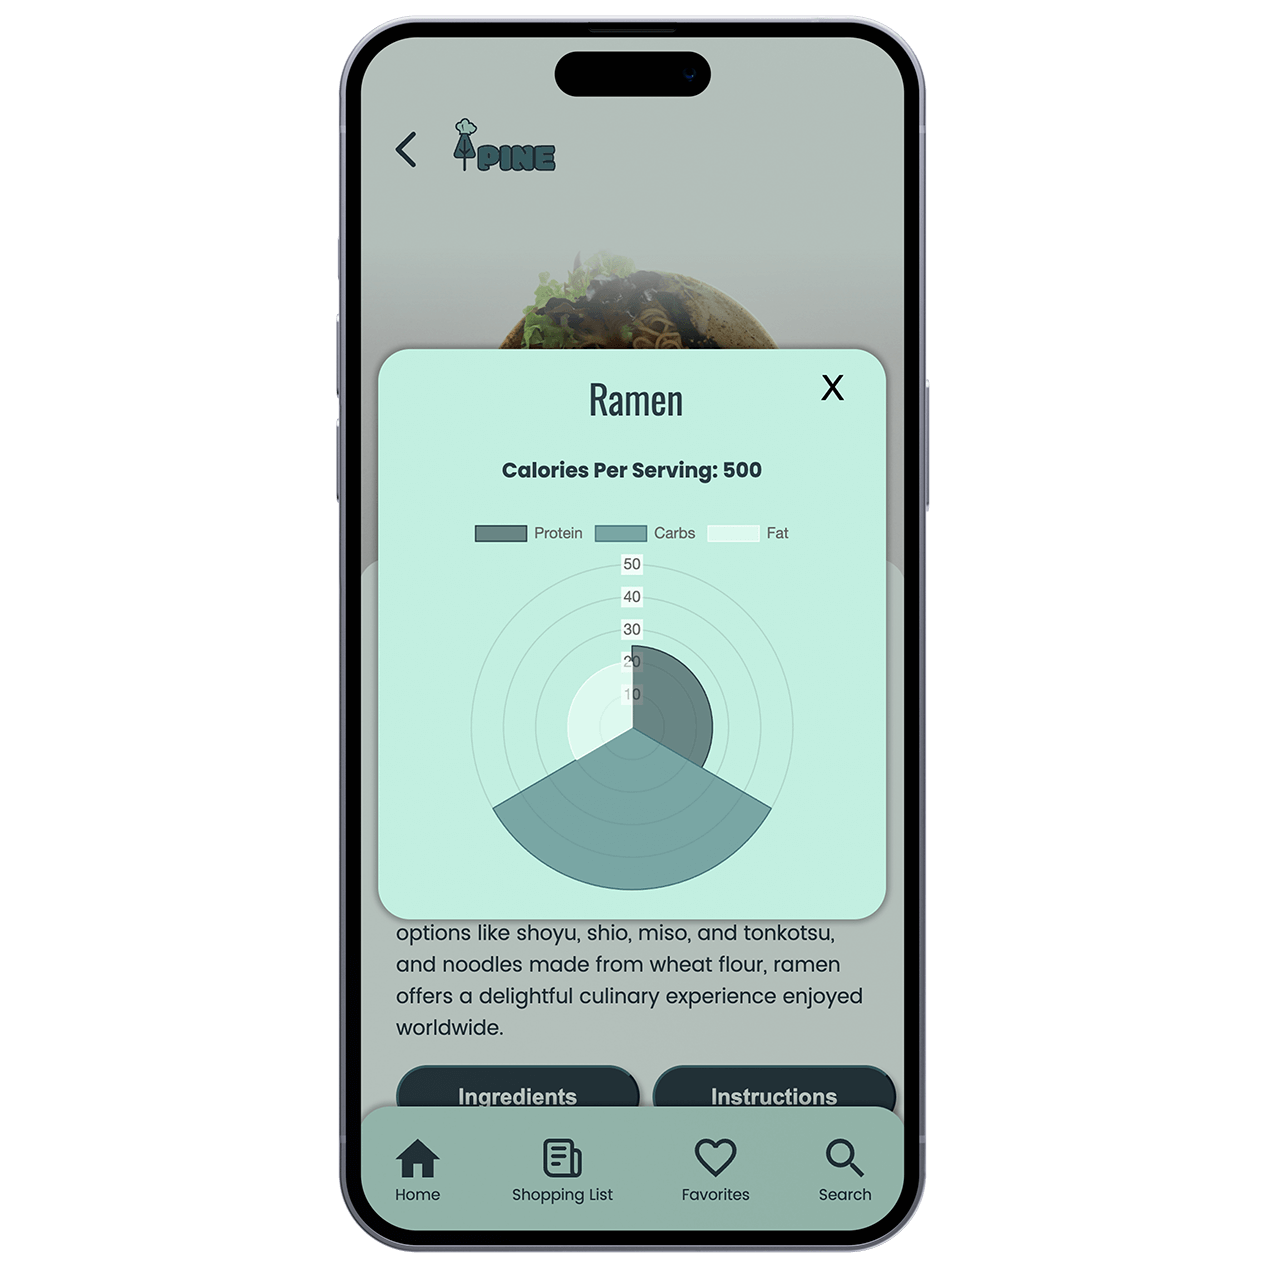 PINE
Ramen
X
Calories Per Serving: 500
Protein Carbs Fat
50
40
30
20
10
options like shoyu, shio, miso, and tonkotsu,
and noodles made from wheat flour, ramen
offers a delightful culinary experience enjoyed
worldwide.
Ingredients Instructions
Home Shopping List Favorites Search